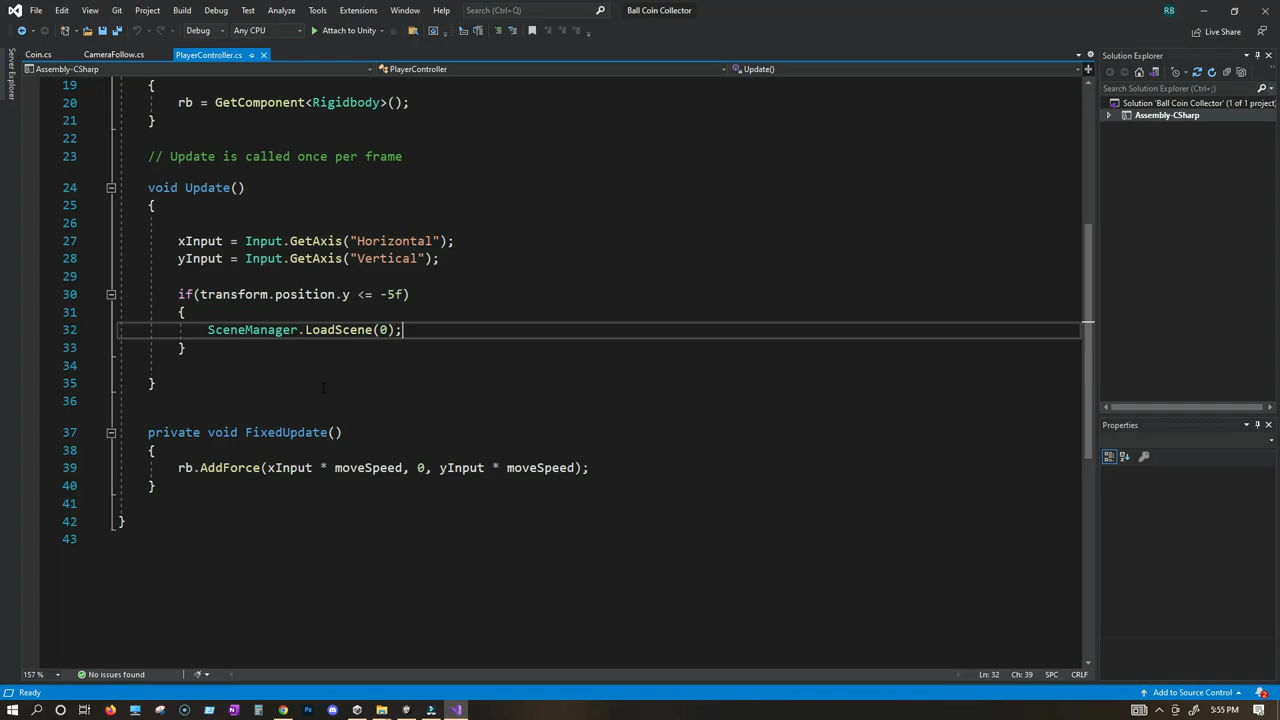 File Edit View Git Project Build Debug Test Analyze Tools Extensions Window Help Search (Ctrl+Q) Ball Coin Collector RB
Debug Any CPU Attach to Unity Live Share
Server Explorer
Coin.cs CameraFollow.cs PlayerController.cs
Assembly-CSharp PlayerController Update()
19 {
20 rb = GetComponent<Rigidbody>();
21 }
22
23 // Update is called once per frame
24 void Update()
25 {
26
27 xInput = Input.GetAxis("Horizontal");
28 yInput = Input.GetAxis("Vertical");
29
30 if(transform.position.y <= -5f)
31 {
32 SceneManager.LoadScene(0);
33 }
34
35 }
36
37 private void FixedUpdate()
38 {
39 rb.AddForce(xInput * moveSpeed, 0, yInput * moveSpeed);
40 }
41
42 }
43
Solution Explorer
Search Solution Explorer (Ctrl+;)
Solution 'Ball Coin Collector' (1 of 1 project)
Assembly-CSharp
Properties
157 % No issues found Ln: 32 Ch: 39 SPC CRLF
Ready Add to Source Control 2
5:55 PM